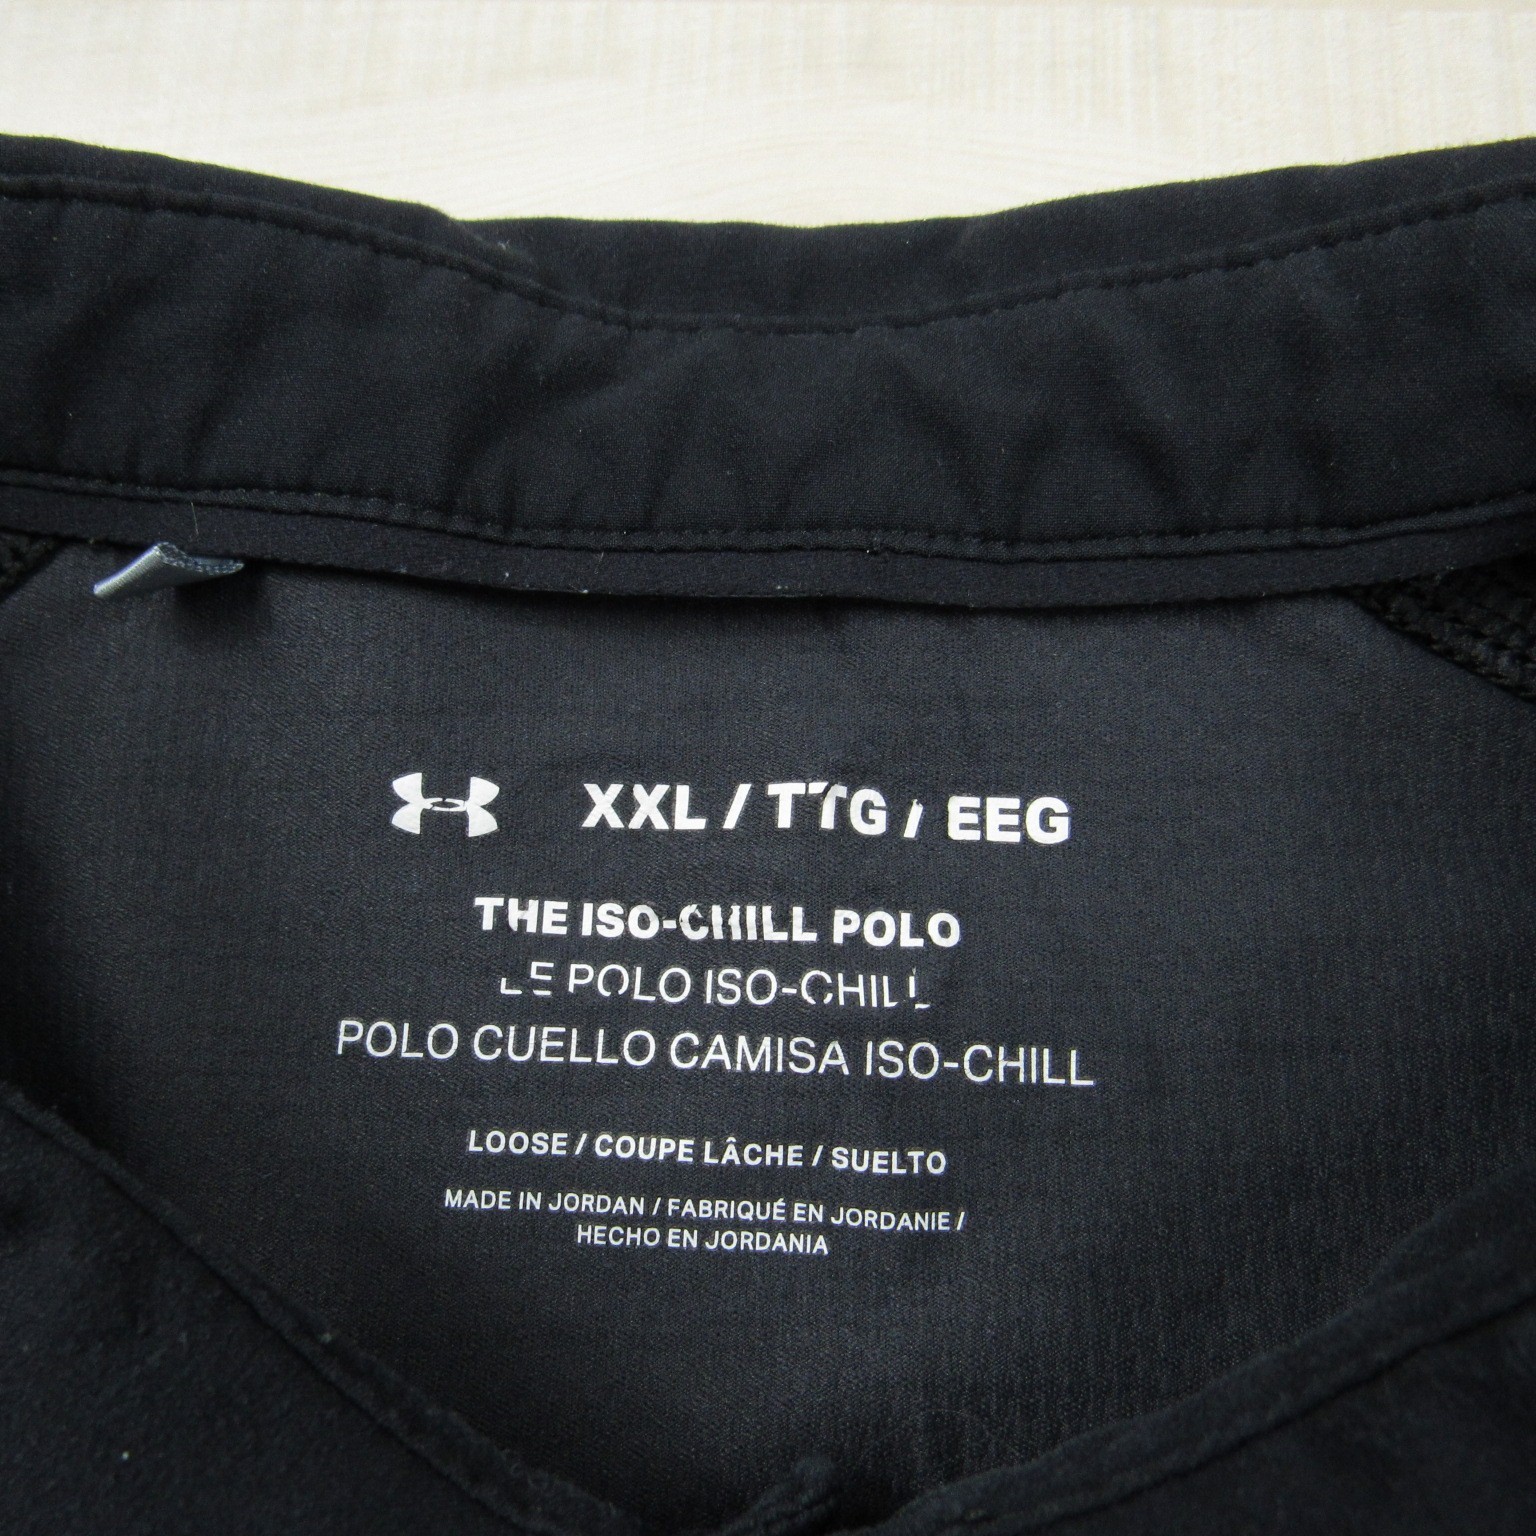 XXL / TTG / EEG
THE ISO-CHILL POLO
LE POLO ISO-CHILL
POLO CUELLO CAMISA ISO-CHILL
LOOSE / COUPE LÂCHE / SUELTO
MADE IN JORDAN / FABRIQUÉ EN JORDANIE /
HECHO EN JORDANIA